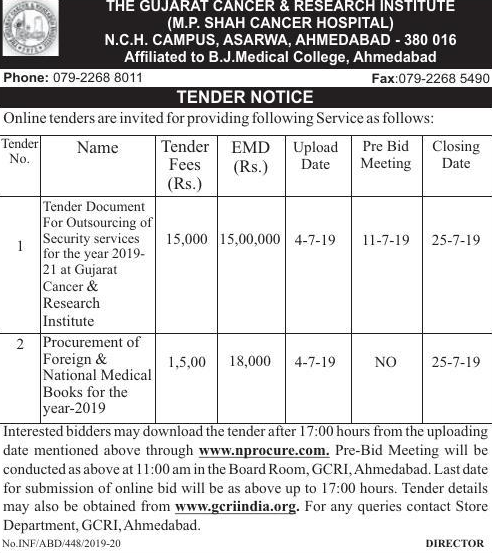 THE GUJARAT CANCER & RESEARCH INSTITUTE
(M.P. SHAH CANCER HOSPITAL)
N.C.H. CAMPUS, ASARWA, AHMEDABAD - 380 016
Affiliated to B.J.Medical College, Ahmedabad
Phone: 079-2268 8011 Fax:079-2268 5490
TENDER NOTICE
Online tenders are invited for providing following Service as follows:
Tender No. Name Tender Fees (Rs.) EMD (Rs.) Upload Date Pre Bid Meeting Closing Date
1 Tender Document
For Outsourcing of
Security services
for the year 2019-
21 at Gujarat
Cancer &
Research
Institute 15,000 15,00,000 4-7-19 11-7-19 25-7-19
2 Procurement of
Foreign &
National Medical
Books for the
year-2019 1,5,00 18,000 4-7-19 NO 25-7-19
Interested bidders may download the tender after 17:00 hours from the uploading
date mentioned above through www.nprocure.com. Pre-Bid Meeting will be
conducted as above at 11:00 am in the Board Room, GCRI, Ahmedabad. Last date
for submission of online bid will be as above up to 17:00 hours. Tender details
may also be obtained from www.gcriindia.org. For any queries contact Store
Department, GCRI, Ahmedabad.
No.INF/ABD/448/2019-20 DIRECTOR